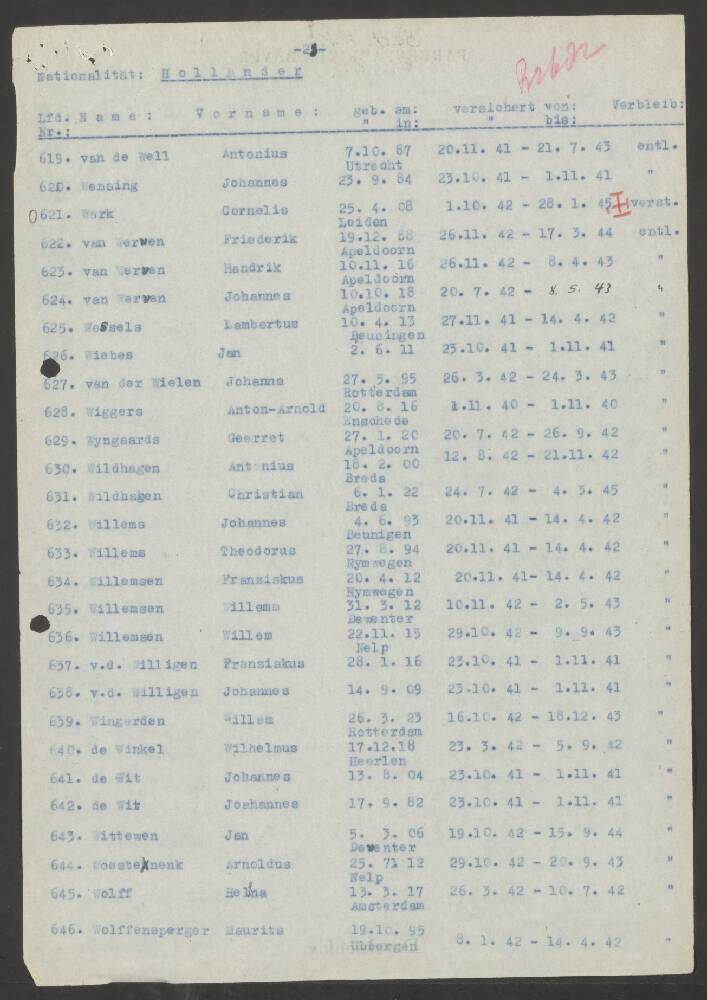 -23-
Nationalität: Holländer
Lfd. Name: Vorname: geb. am: versichert von: Verbleib:
Nr.: " in: " bis:
619. van de Well Antonius 7.10. 87 20.11. 41 - 21. 7. 43 entl.
Utrecht
620. Wensing Johannes 23. 9. 84 23.10. 41 - 1.11. 41 "
0621. Werk Cornelis 25. 4. 08 1.10. 42 - 28. 1. 45 verst.
Leiden
622. van Werven Friederik 19.12. 88 26.11. 42 - 17. 3. 44 entl.
Apeldoorn
623. van Werven Hendrik 10.11. 16 26.11. 42 - 8. 4. 43 "
Apeldoorn
624. van Werven Johannes 10.10. 18 20. 7. 42 - 8. 5. 43 "
Apeldoorn
625. Wessels Lambertus 10. 4. 13 27.11. 41 - 14. 4. 42 "
Beuningen
626. Wiebes Jan 2. 6. 11 23.10. 41 - 1.11. 41 "
627. van der Wielen Johanna 27. 5. 95 26. 3. 42 - 24. 3. 43 "
Rotterdam
628. Wiggers Anton-Arnold 20. 8. 16 1.11. 40 - 1.11. 40 "
Enschede
629. Wyngaards Geerret 27. 1. 20 20. 7. 42 - 26. 9. 42 "
Apeldoorn
630. Wildhagen Antonius 18. 2. 00 12. 8. 42 - 21.11. 42 "
Breda
631. Wildhagen Christian 6. 1. 22 24. 7. 42 - 4. 3. 45 "
Breda
632. Willems Johannes 4. 6. 93 20.11. 41 - 14. 4. 42 "
Beunigen
633. Willems Theodorus 27. 8. 94 20.11. 41 - 14. 4. 42 "
Nymwegen
634. Willemsen Franziskus 20. 4. 12 20.11. 41- 14. 4. 42 "
Nymwegen
635. Willemsen Willemm 31. 3. 12 10.11. 42 - 2. 5. 43 "
Deventer
636. Willemsen Willem 22.11. 15 29.10. 42 - 9. 9. 43 "
Nelp
637. v.d. Willigen Franziskus 28. 1. 16 23.10. 41 - 1.11. 41 "
638. v.d. Willigen Johannes 14. 9. 09 23.10. 41 - 1.11. 41 "
639. Wingerden Willem 26. 3. 23 16.10. 42 - 18.12. 43 "
Rotterdam
640. de Winkel Wilhelmus 17.12.18 23. 3. 42 - 5. 9. 42 "
Heerlen
641. de Wit Johannes 13. 8. 04 23.10. 41 - 1.11. 41 "
642. de Wit Joahannes 17. 9. 82 23.10. 41 - 1.11. 41 "
643. Wittewen Jan 5. 3. 06 19.10. 42 - 15. 9. 44 "
Deventer
644. Woestenenk Arnoldus 25. 71 12 29.10. 42 - 20. 9. 43 "
Nelp
645. Wolff Helna 13. 3. 17 26. 3. 42 - 10. 7. 42 "
Amsterdam
646. Wolffensperger Maurits 19.10. 95 8. 1. 42 - 14. 4. 42 "
Ubbergen